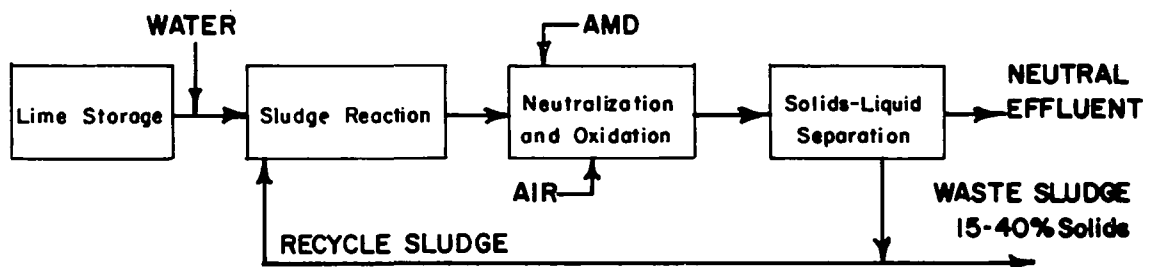 WATER
AMD
Lime Storage
Sludge Reaction
Neutralization
and Oxidation
Solids-Liquid
Separation
NEUTRAL
EFFLUENT
AIR
WASTE SLUDGE
15-40% Solids
RECYCLE SLUDGE